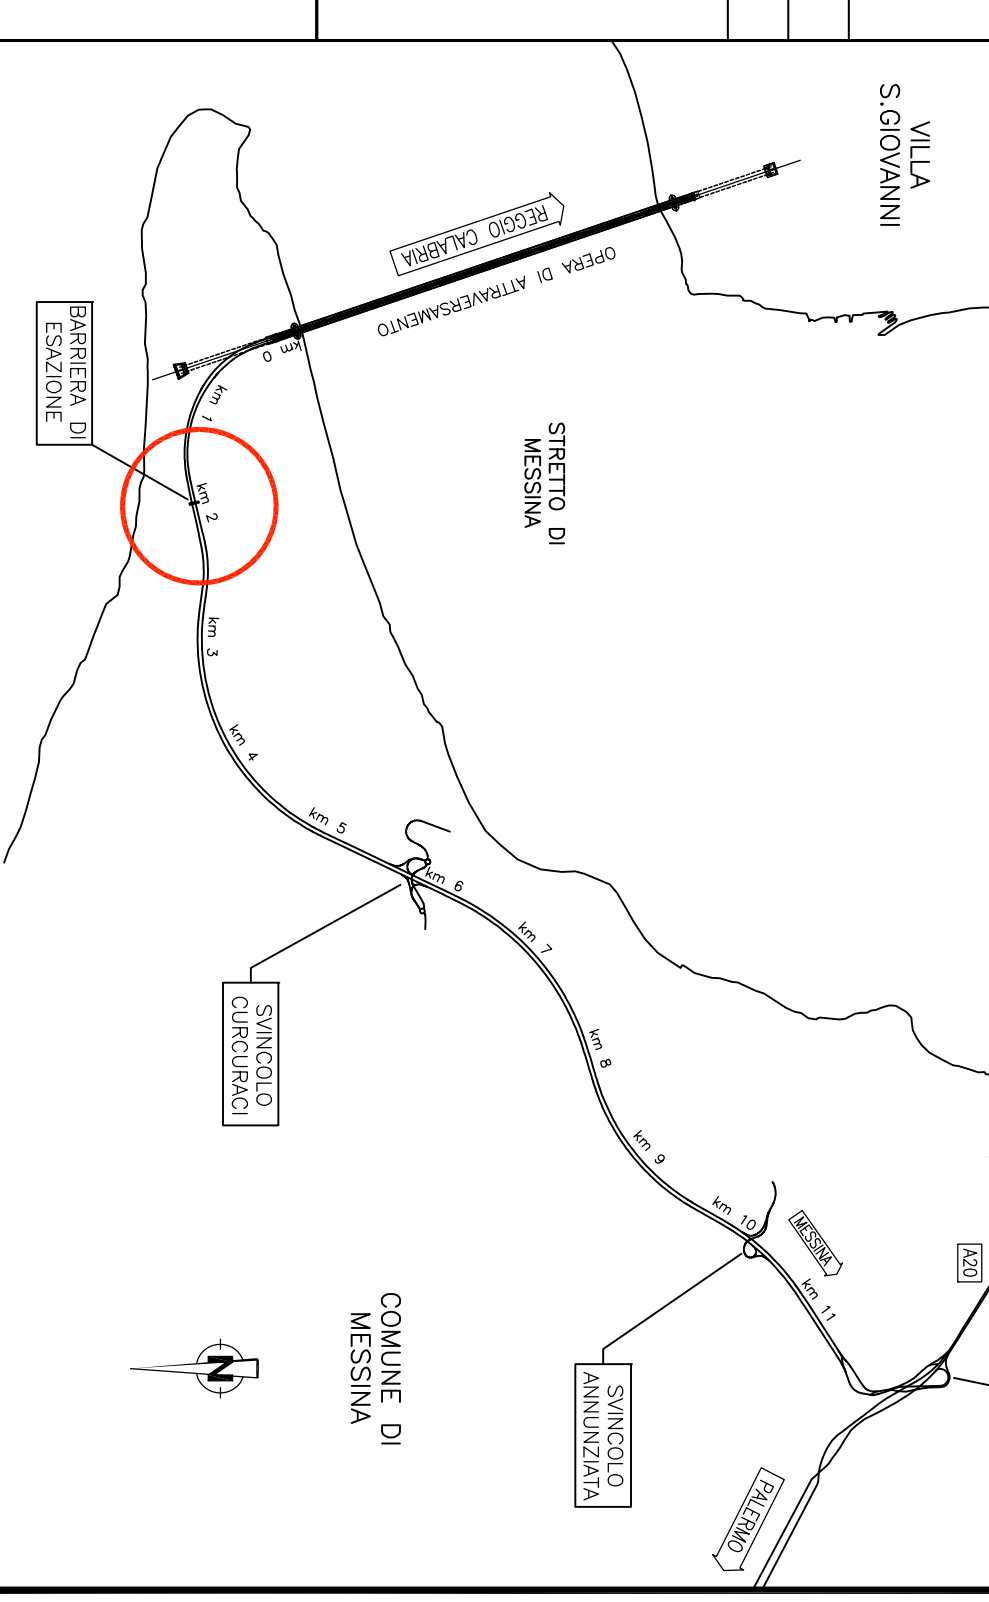 VILLA
S.GIOVANNI
REGGIO CALABRIA
OPERA DI ATTRAVERSAMENTO
STRETTO DI
MESSINA
BARRIERA DI
ESAZIONE
km 0
km 1
km 2
km 3
km 4
km 5
km 6
km 7
km 8
km 9
km 10
km 11
SVINCOLO
CURCURACI
SVINCOLO
ANNUNZIATA
MESSINA
A20
COMUNE DI
MESSINA
N
PALERMO